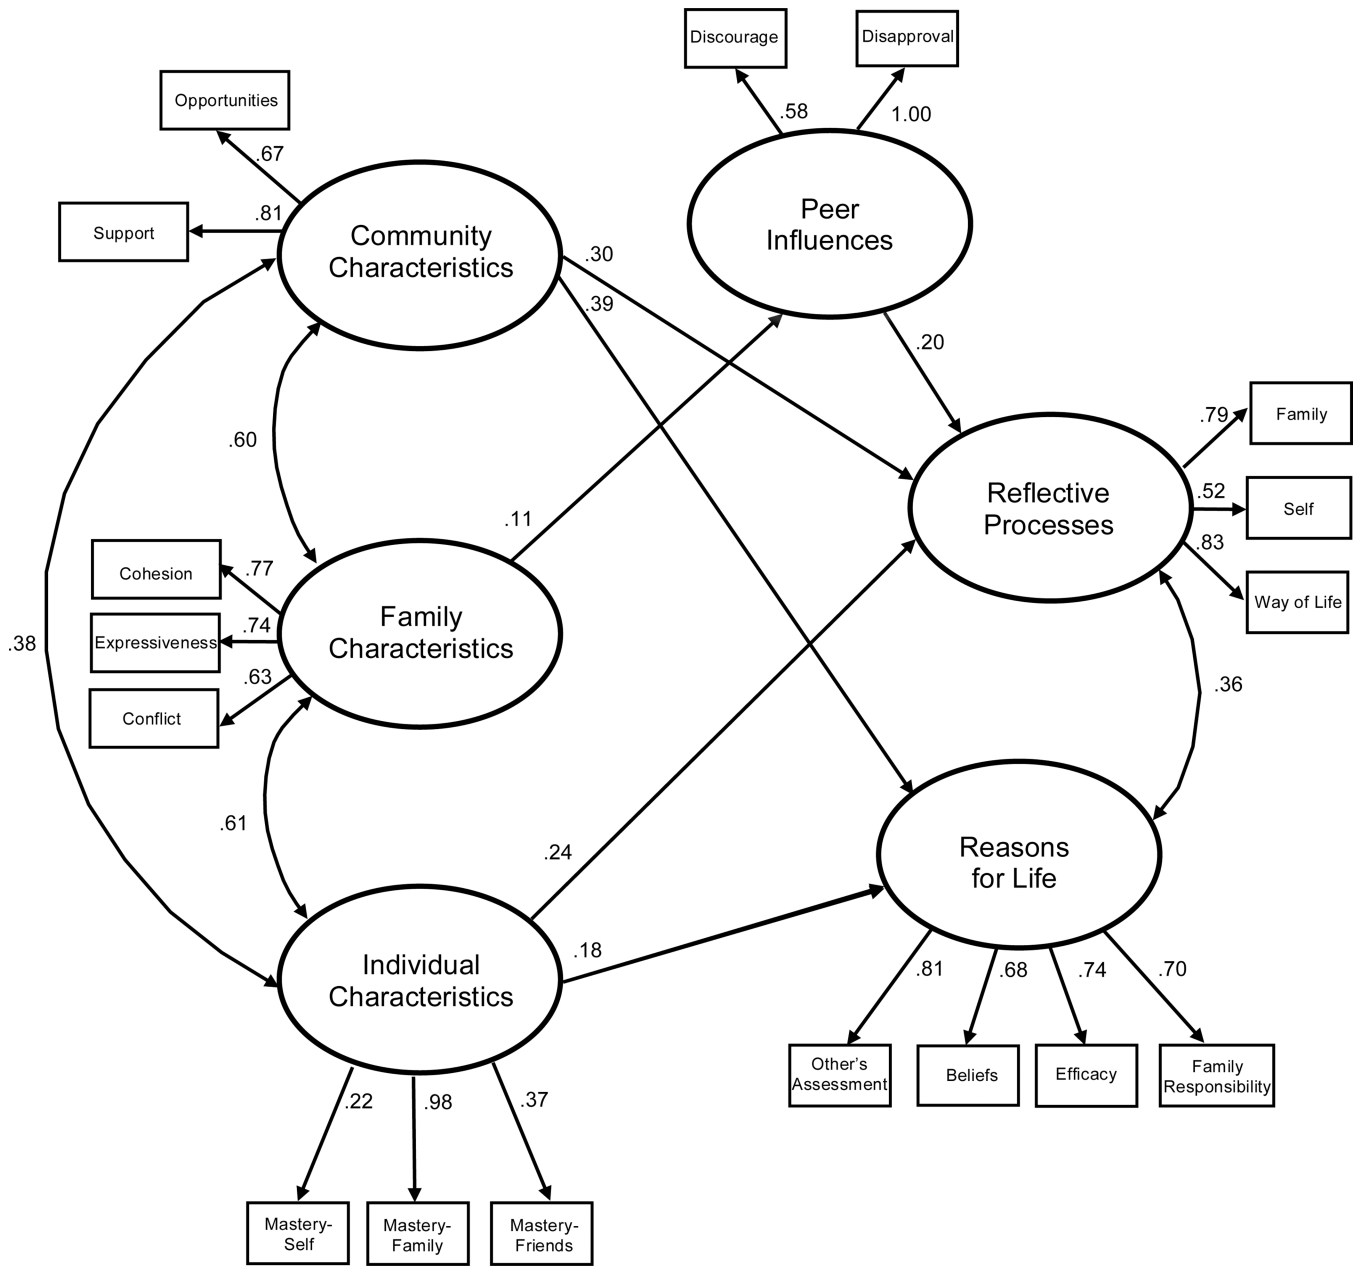 Discourage
Disapproval
.58
1.00
Opportunities
.67
Support
.81
Community
Characteristics
Peer
Influences
.30
.39
.20
.60
.11
Reflective
Processes
.79
Family
.52
Self
.83
Way of Life
Cohesion
.77
Expressiveness
.74
Conflict
.63
Family
Characteristics
.38
.36
.61
.24
.18
Reasons
for Life
Individual
Characteristics
.81
.68
.74
.70
Other’s
Assessment
Beliefs
Efficacy
Family
Responsibility
.22
.98
.37
Mastery-
Self
Mastery-
Family
Mastery-
Friends